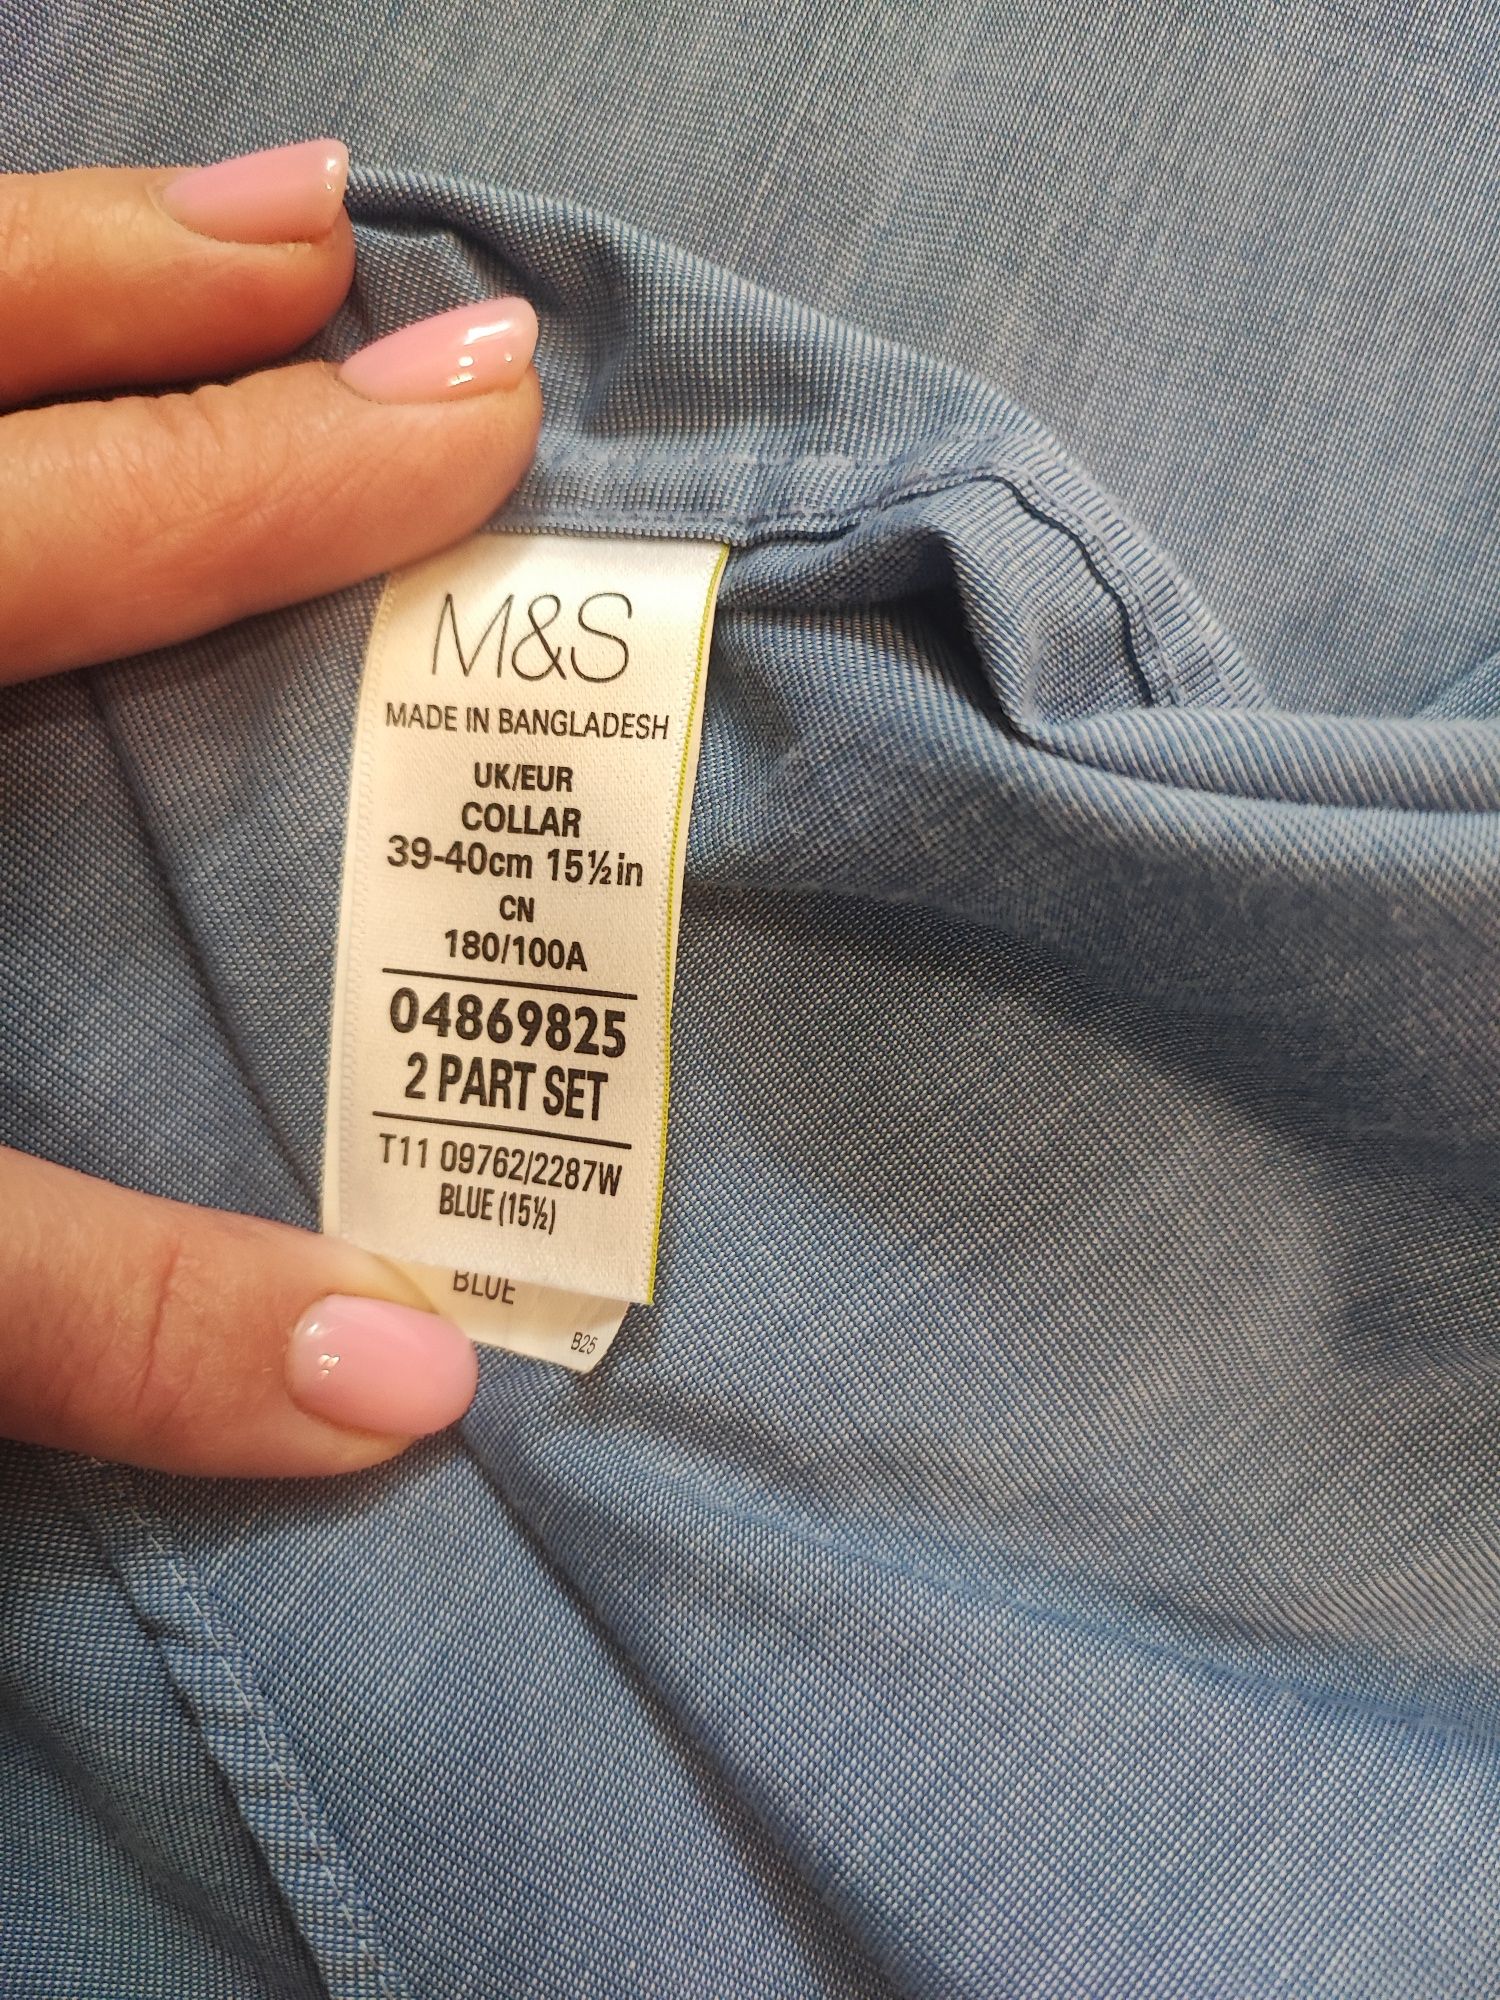 M&S
MADE IN BANGLADESH
UK/EUR
COLLAR
39-40cm 15½in
CN
180/100A
04869825
2 PART SET
T11 09762/2287W
BLUE (15½)
BLUE
B25